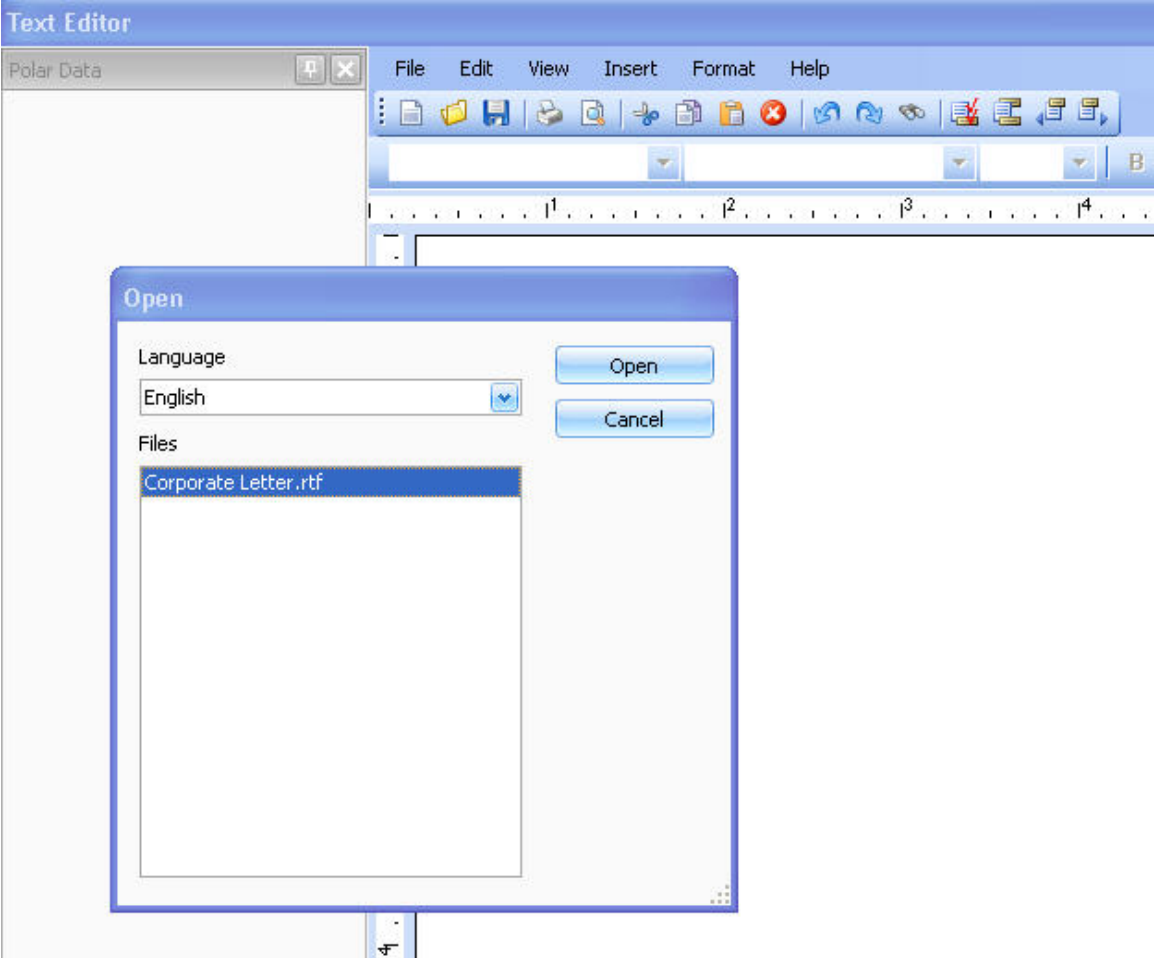 Text Editor
Polar Data
File Edit View Insert Format Help
B
1 2 3 4
Open
Language
English
Files
Corporate Letter.rtf
Open
Cancel
4